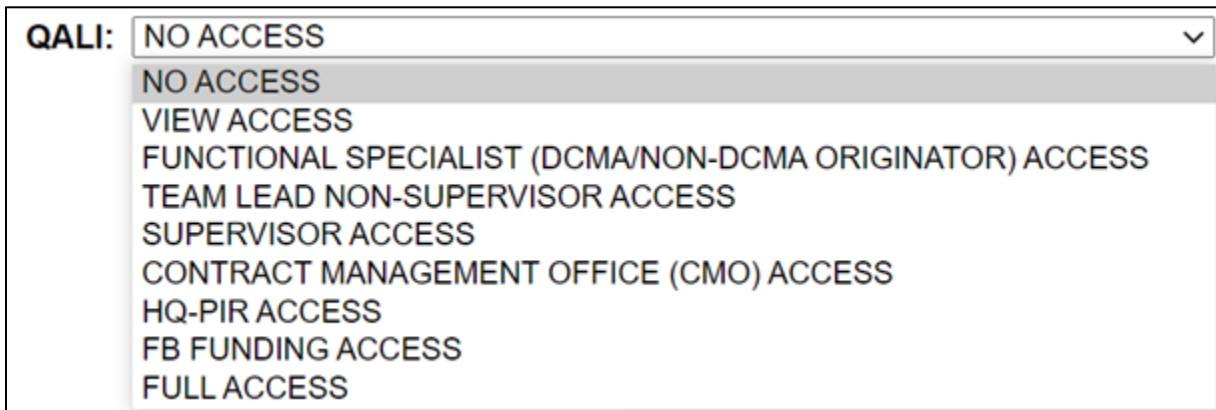 QALI: NO ACCESS
NO ACCESS
VIEW ACCESS
FUNCTIONAL SPECIALIST (DCMA/NON-DCMA ORIGINATOR) ACCESS
TEAM LEAD NON-SUPERVISOR ACCESS
SUPERVISOR ACCESS
CONTRACT MANAGEMENT OFFICE (CMO) ACCESS
HQ-PIR ACCESS
FB FUNDING ACCESS
FULL ACCESS